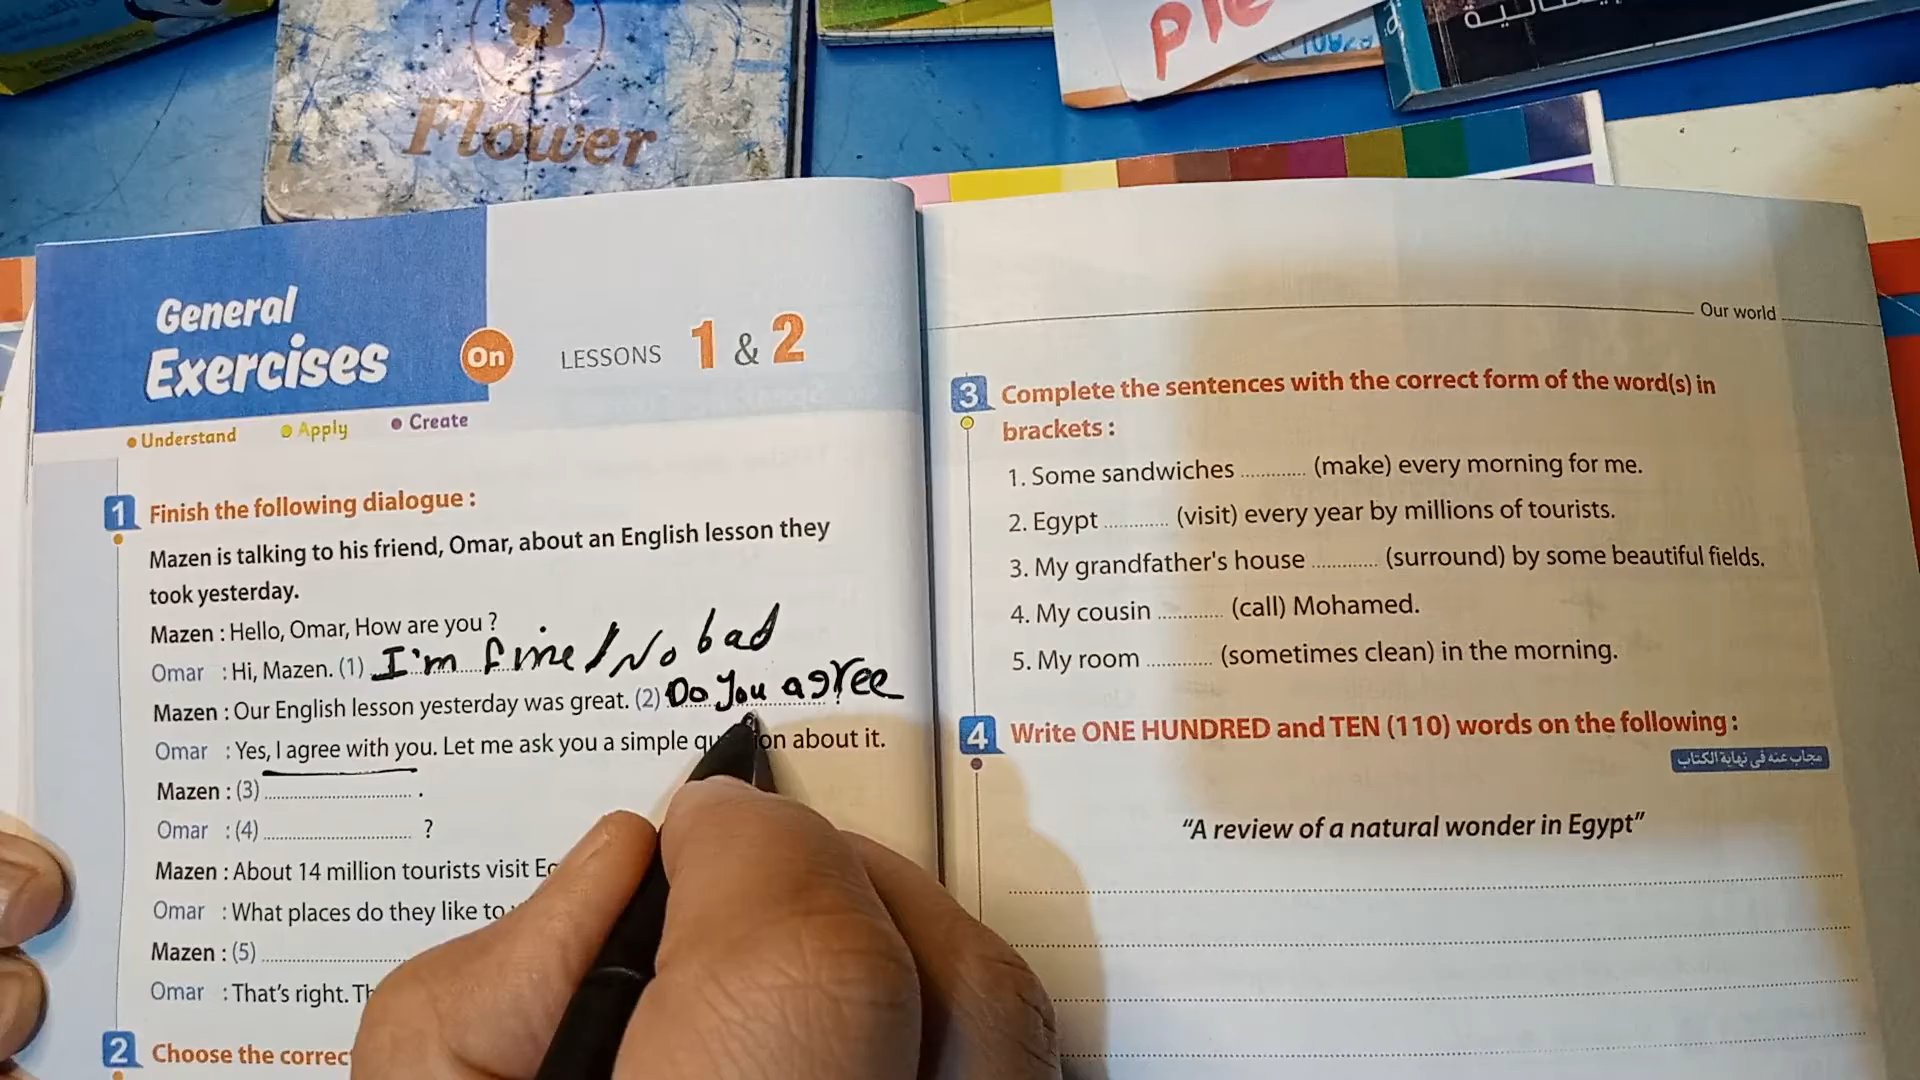 Flower
ple
General
Exercises
On
LESSONS 1 & 2
• Understand • Apply • Create
1 Finish the following dialogue :
Mazen is talking to his friend, Omar, about an English lesson they
took yesterday.
Mazen : Hello, Omar, How are you ?
Omar : Hi, Mazen. (1) I'm fine / No bad
Mazen : Our English lesson yesterday was great. (2) Do you agree ?
Omar : Yes, I agree with you. Let me ask you a simple about it.
Mazen : (3) .............................. .
Omar : (4) .............................. ?
Mazen : About 14 million tourists visit
Omar : What places do they like to
Mazen : (5) ..............................
Omar : That's right.
2 Choose the
Our world
3 Complete the sentences with the correct form of the word(s) in
brackets :
1. Some sandwiches ............ (make) every morning for me.
2. Egypt ............ (visit) every year by millions of tourists.
3. My grandfather's house ............ (surround) by some beautiful fields.
4. My cousin ............ (call) Mohamed.
5. My room ............ (sometimes clean) in the morning.
4 Write ONE HUNDRED and TEN (110) words on the following :
مجاب عنه في نهاية الكتاب
“A review of a natural wonder in Egypt”